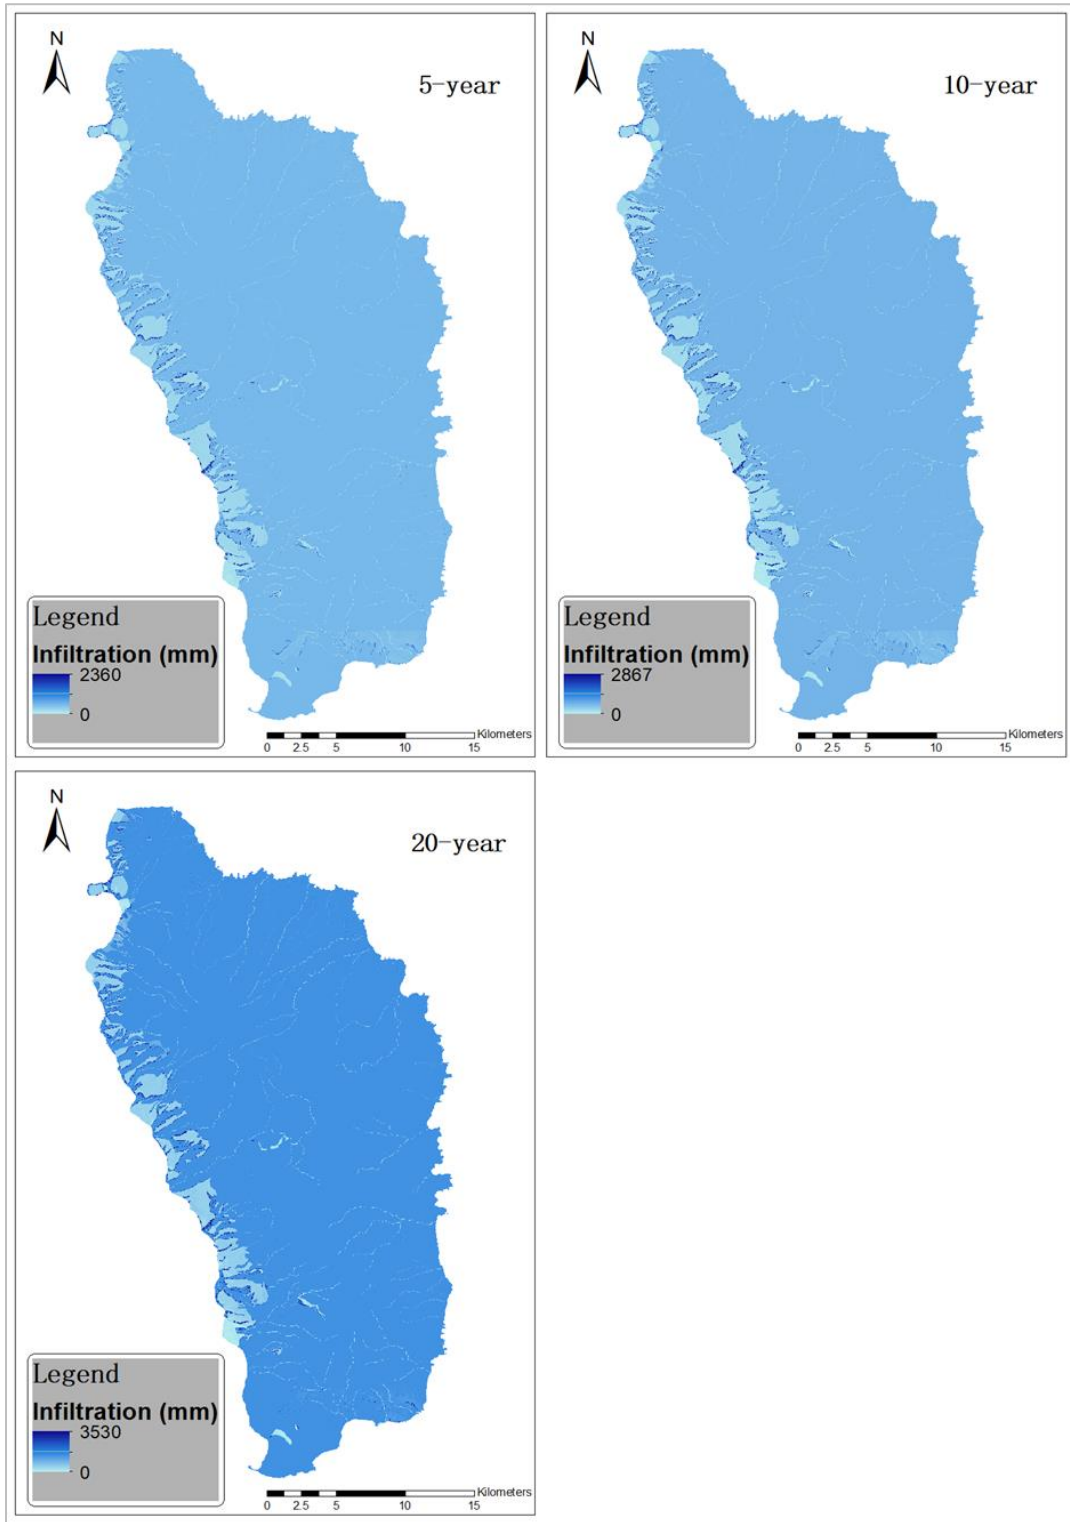 N
5-year
Legend
Infiltration (mm)
2360
0
Kilometers
0 2.5 5 10 15
N
10-year
Legend
Infiltration (mm)
2867
0
Kilometers
0 2.5 5 10 15
N
20-year
Legend
Infiltration (mm)
3530
0
Kilometers
0 2.5 5 10 15